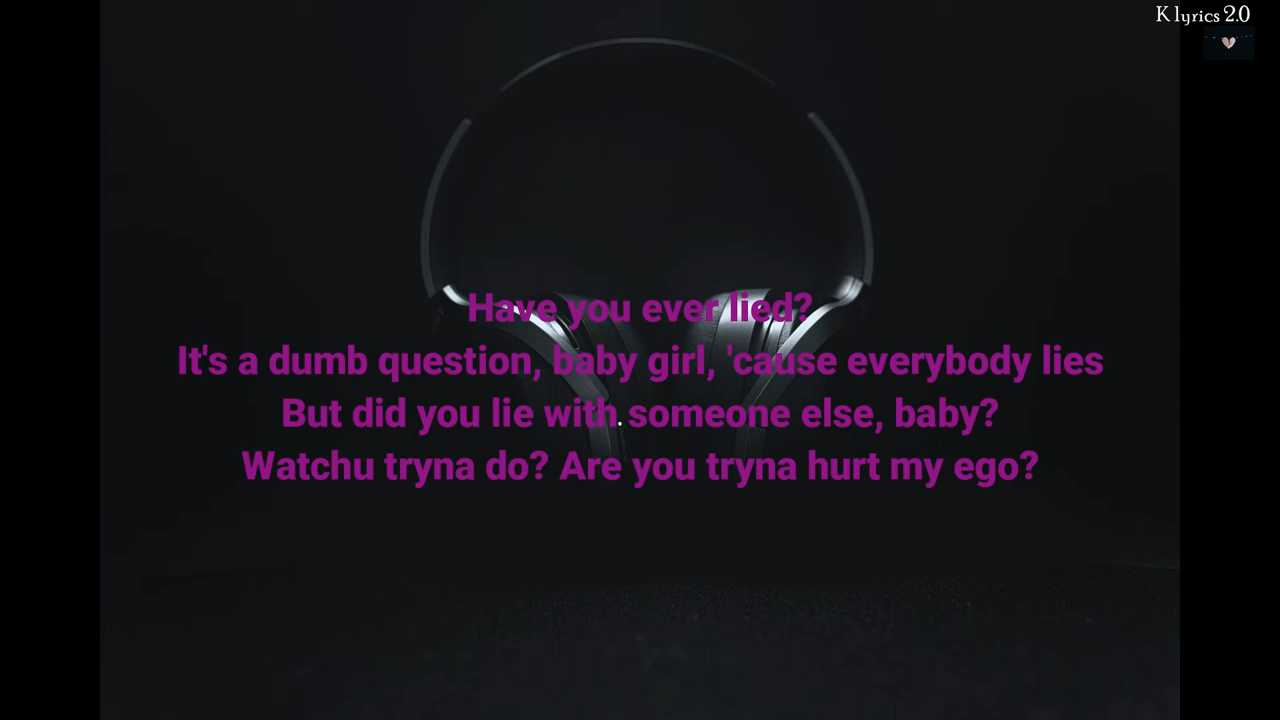 K lyrics 2.0
Have you ever lied?
It's a dumb question, baby girl, 'cause everybody lies
But did you lie with someone else, baby?
Watchu tryna do? Are you tryna hurt my ego?